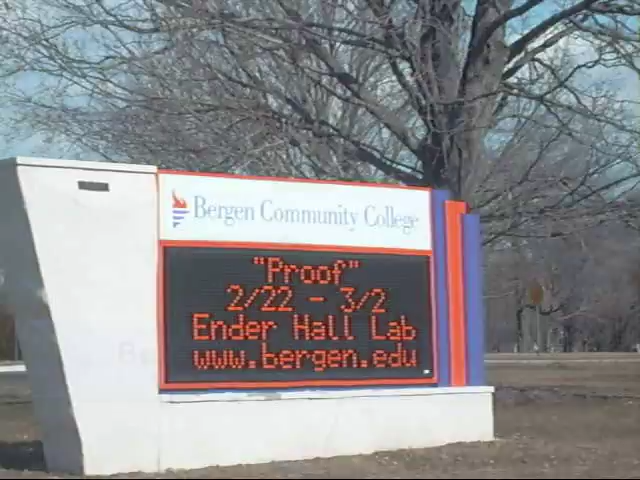 Bergen Community College
"Proof"
2/22 - 3/2
Ender Hall Lab
www.bergen.edu